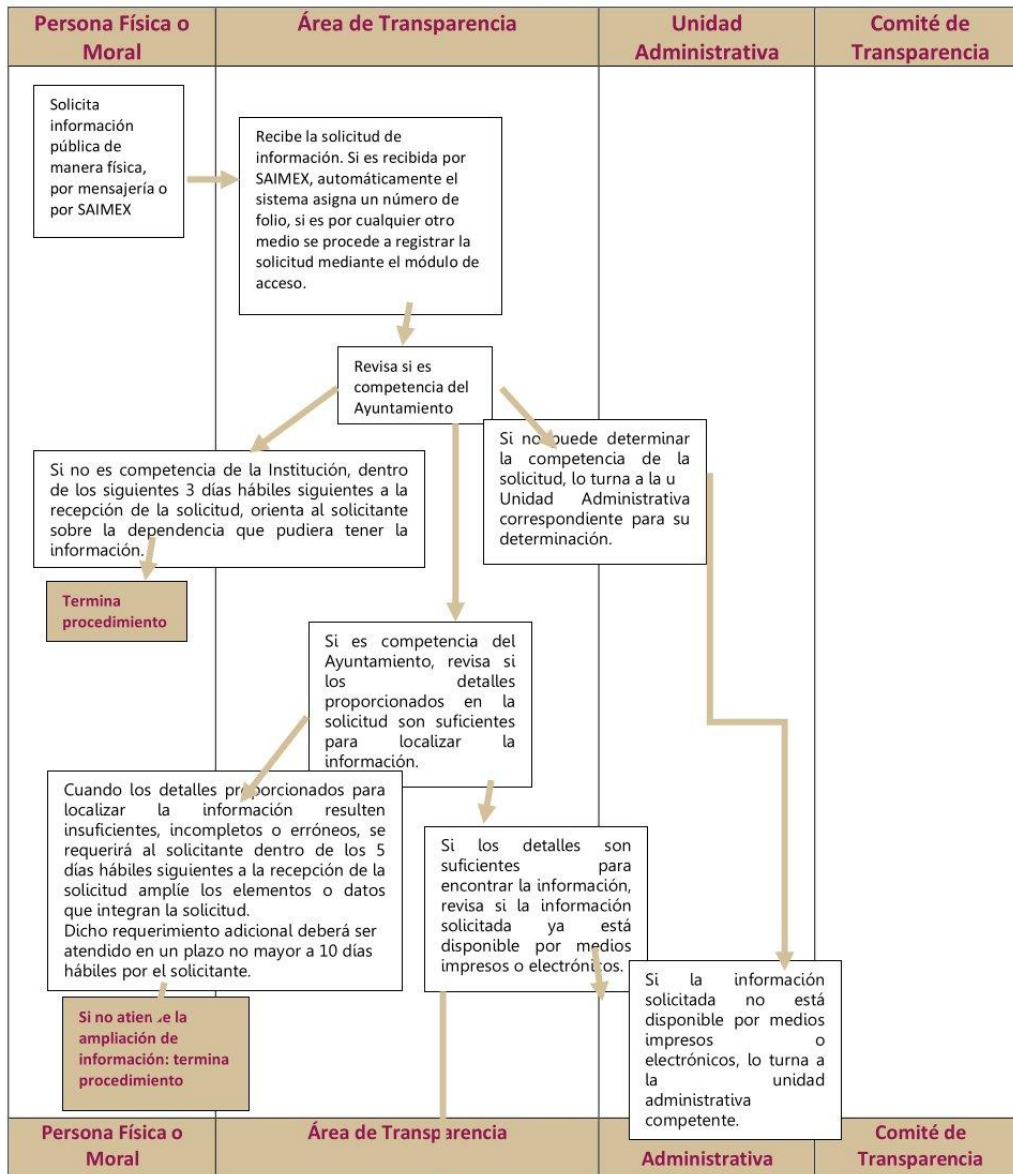 Persona Física o
Moral
Área de Transparencia
Unidad
Administrativa
Comité de
Transparencia
Solicita
información
pública de
manera física,
por mensajería o
por SAIMEX
Recibe la solicitud de
información. Si es recibida por
SAIMEX, automáticamente el
sistema asigna un número de
folio, si es por cualquier otro
medio se procede a registrar la
solicitud mediante el módulo de
acceso.
Revisa si es
competencia del
Ayuntamiento
Si no puede determinar
la competencia de la
solicitud, lo turna a la u
Unidad Administrativa
correspondiente para su
determinación.
Si no es competencia de la Institución, dentro
de los siguientes 3 días hábiles siguientes a la
recepción de la solicitud, orienta al solicitante
sobre la dependencia que pudiera tener la
información.
Termina
procedimiento
Si es competencia del
Ayuntamiento, revisa si
los detalles
proporcionados en la
solicitud son suficientes
para localizar la
información.
Cuando los detalles proporcionados para
localizar la información resulten
insuficientes, incompletos o erróneos, se
requerirá al solicitante dentro de los 5
días hábiles siguientes a la recepción de la
solicitud amplíe los elementos o datos
que integran la solicitud.
Dicho requerimiento adicional deberá ser
atendido en un plazo no mayor a 10 días
hábiles por el solicitante.
Si los detalles son
suficientes para
encontrar la información,
revisa si la información
solicitada ya está
disponible por medios
impresos o electrónicos.
Si la información
solicitada no está
disponible por medios
impresos o
electrónicos, lo turna a
la unidad
administrativa
competente.
Si no atiende la
ampliación de
información: termina
procedimiento
Persona Física o
Moral
Área de Transparencia
Administrativa
Comité de
Transparencia